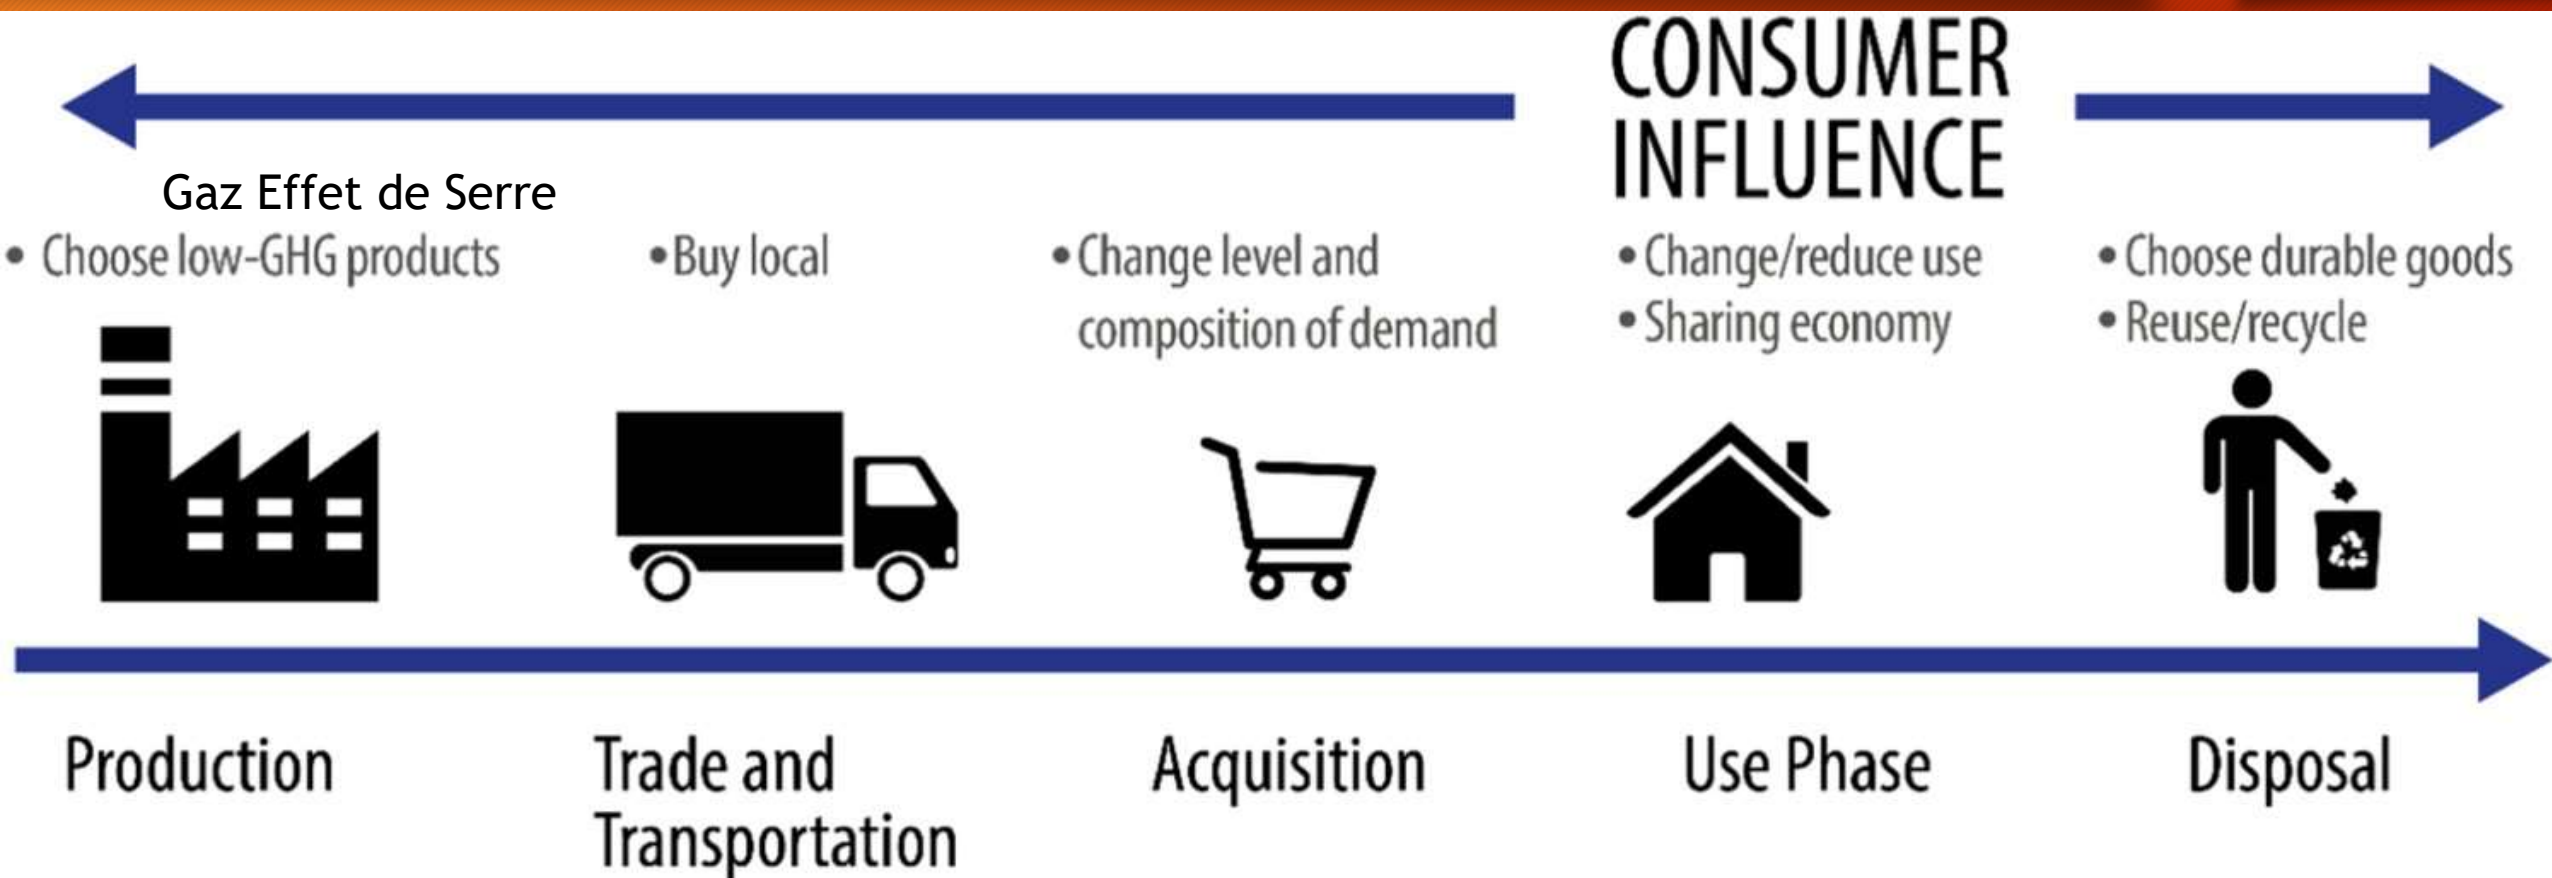 CONSUMER
INFLUENCE
Gaz Effet de Serre
• Choose low-GHG products
• Buy local
• Change level and
composition of demand
• Change/reduce use
• Sharing economy
• Choose durable goods
• Reuse/recycle
Production
Trade and
Transportation
Acquisition
Use Phase
Disposal